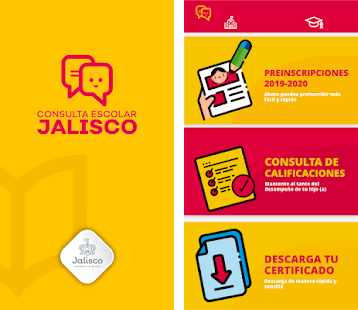 CONSULTA ESCOLAR
JALISCO
Jalisco
PREINSCRIPCIONES
2019-2020
Ahora puedes preinscribir más
fácil y rápido
CONSULTA DE
CALIFICACIONES
Mantente al tanto del
desempeño de tu hijo (a)
DESCARGA TU
CERTIFICADO
Descarga de manera rápida y
sencilla